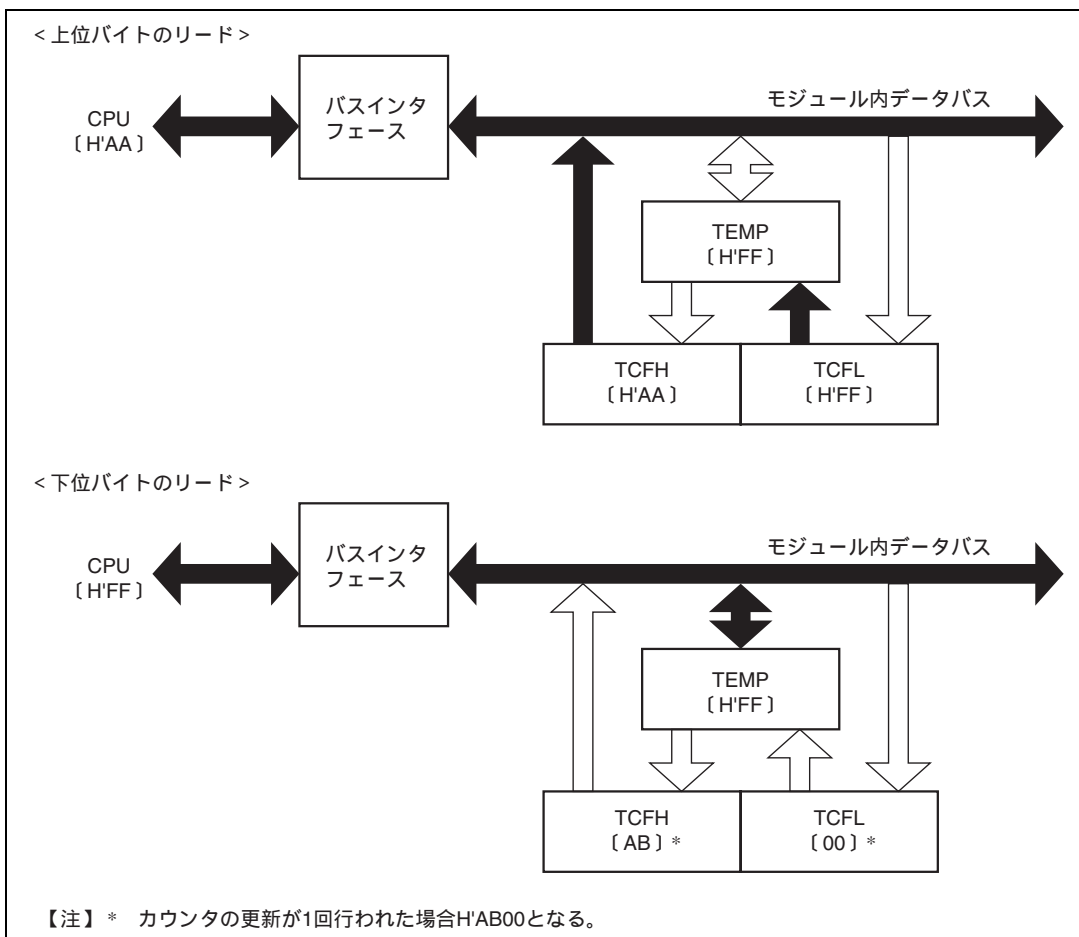 <上位バイトのリード>
CPU
〔H'AA〕
バスインタ
フェース
モジュール内データバス
TEMP
〔H'FF〕
TCFH
〔H'AA〕
TCFL
〔H'FF〕
<下位バイトのリード>
CPU
〔H'FF〕
バスインタ
フェース
モジュール内データバス
TEMP
〔H'FF〕
TCFH
〔AB〕*
TCFL
〔00〕*
【注】* カウンタの更新が1回行われた場合H'AB00となる。